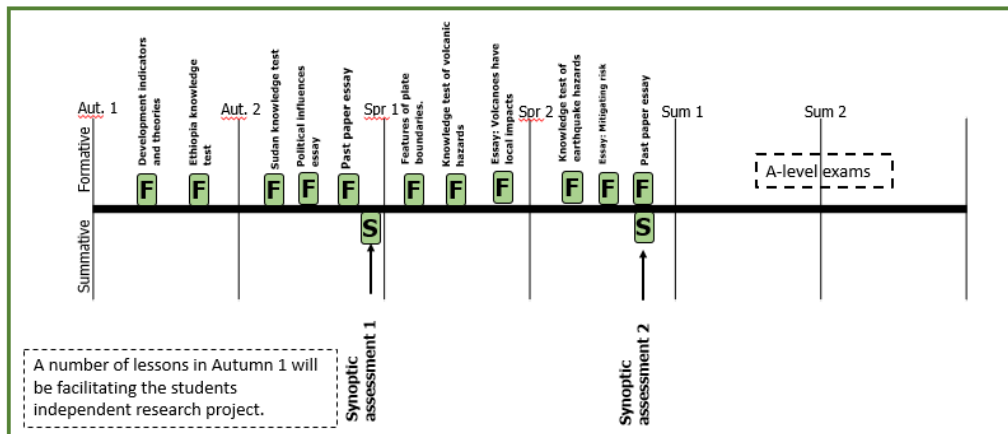 Aut. 1
Development indicators
and theories
Ethiopia knowledge
test
Aut. 2
Sudan knowledge test
Political influences
essay
Past paper essay
Spr 1
Features of plate
boundaries.
Knowledge test of volcanic
hazards
Essay: Volcanoes have
local impacts
Spr 2
Knowledge test of
earthquake hazards
Essay: Mitigating risk
Past paper essay
Sum 1
Sum 2
Formative
F
F
F
F
F
F
F
F
F
F
F
A-level exams
Summative
S
S
Synoptic
assessment 1
Synoptic
assessment 2
A number of lessons in Autumn 1 will
be facilitating the students
independent research project.